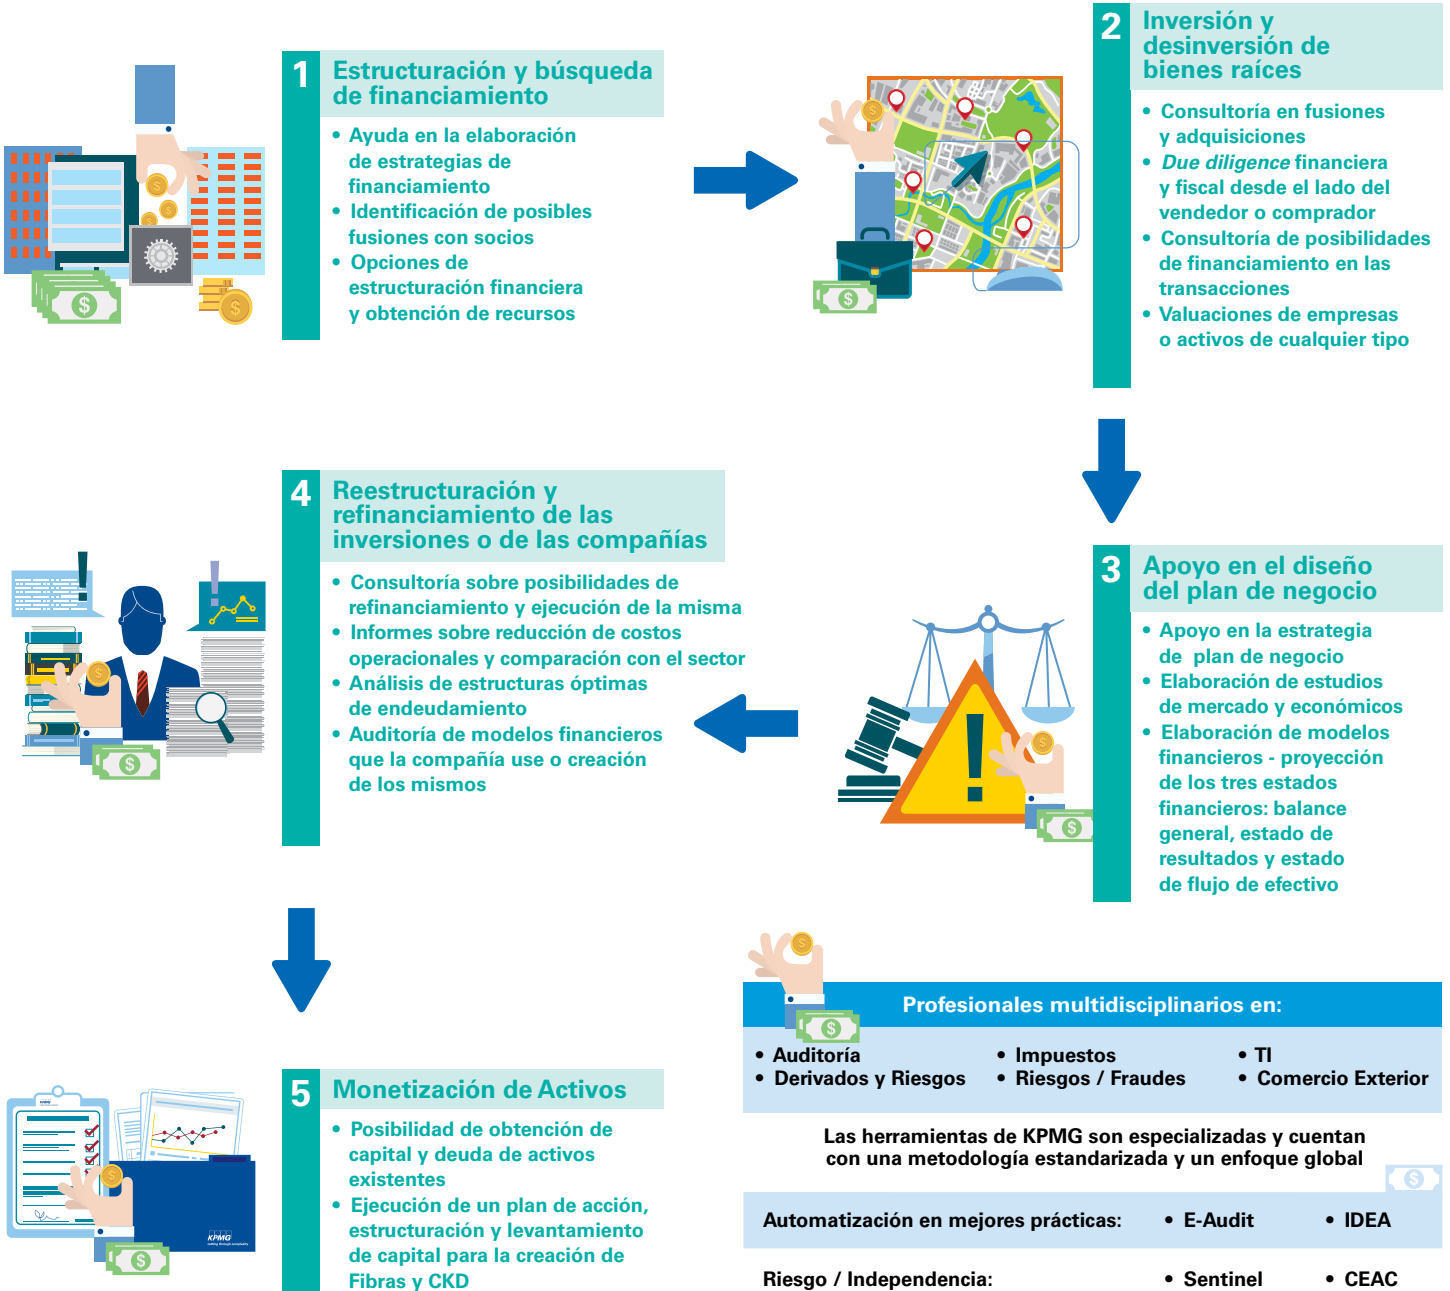 1
Estructuración y búsqueda
de financiamiento
• Ayuda en la elaboración
de estrategias de
financiamiento
• Identificación de posibles
fusiones con socios
• Opciones de
estructuración financiera
y obtención de recursos
2
Inversión y
desinversión de
bienes raíces
• Consultoría en fusiones
y adquisiciones
• Due diligence financiera
y fiscal desde el lado del
vendedor o comprador
• Consultoría de posibilidades
de financiamiento en las
transacciones
• Valuaciones de empresas
o activos de cualquier tipo
3
Apoyo en el diseño
del plan de negocio
• Apoyo en la estrategia
de plan de negocio
• Elaboración de estudios
de mercado y económicos
• Elaboración de modelos
financieros - proyección
de los tres estados
financieros: balance
general, estado de
resultados y estado
de flujo de efectivo
4
Reestructuración y
refinanciamiento de las
inversiones o de las compañías
• Consultoría sobre posibilidades de
refinanciamiento y ejecución de la misma
• Informes sobre reducción de costos
operacionales y comparación con el sector
• Análisis de estructuras óptimas
de endeudamiento
• Auditoría de modelos financieros
que la compañía use o creación
de los mismos
5
Monetización de Activos
• Posibilidad de obtención de
capital y deuda de activos
existentes
• Ejecución de un plan de acción,
estructuración y levantamiento
de capital para la creación de
Fibras y CKD
KPMG
Profesionales multidisciplinarios en:
• Auditoría • Impuestos • TI
• Derivados y Riesgos • Riesgos / Fraudes • Comercio Exterior
Las herramientas de KPMG son especializadas y cuentan
con una metodología estandarizada y un enfoque global
Automatización en mejores prácticas: • E-Audit • IDEA
Riesgo / Independencia: • Sentinel • CEAC